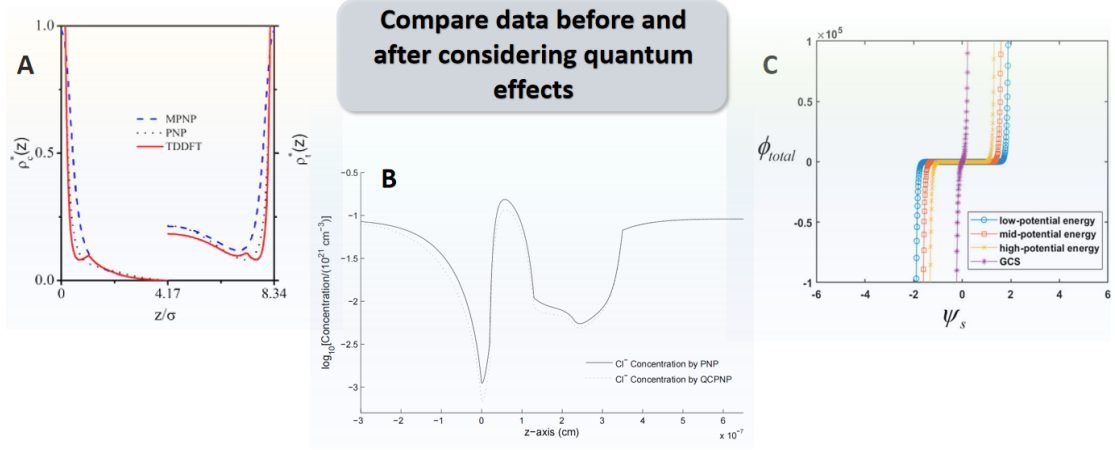 Compare data before and
after considering quantum
effects
A
1.0
0.5
0.0
ρ*c(z)
ρ*t(z)
MPNP
PNP
TDDFT
0 4.17 8.34
z/σ
B
−0.5
−1
−1.5
−2
−2.5
−3
log10[Concentration/(10^21 cm^-3)]
Cl^− Concentration by PNP
Cl^− Concentration by QCPNP
−3 −2 −1 0 1 2 3 4 5 6
z−axis (cm)
x 10^−7
C
×10^5
1
0.5
0
-0.5
-1
ϕtotal
low-potential energy
mid-potential energy
high-potential energy
GCS
-6 -4 -2 0 2 4 6
ψs